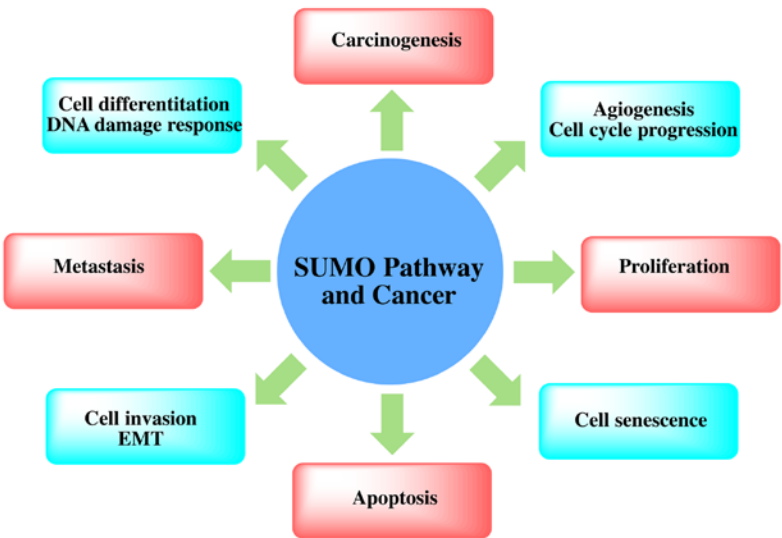 Carcinogenesis
Cell differentitation
DNA damage response
Agiogenesis
Cell cycle progression
Metastasis
SUMO Pathway
and Cancer
Proliferation
Cell invasion
EMT
Cell senescence
Apoptosis